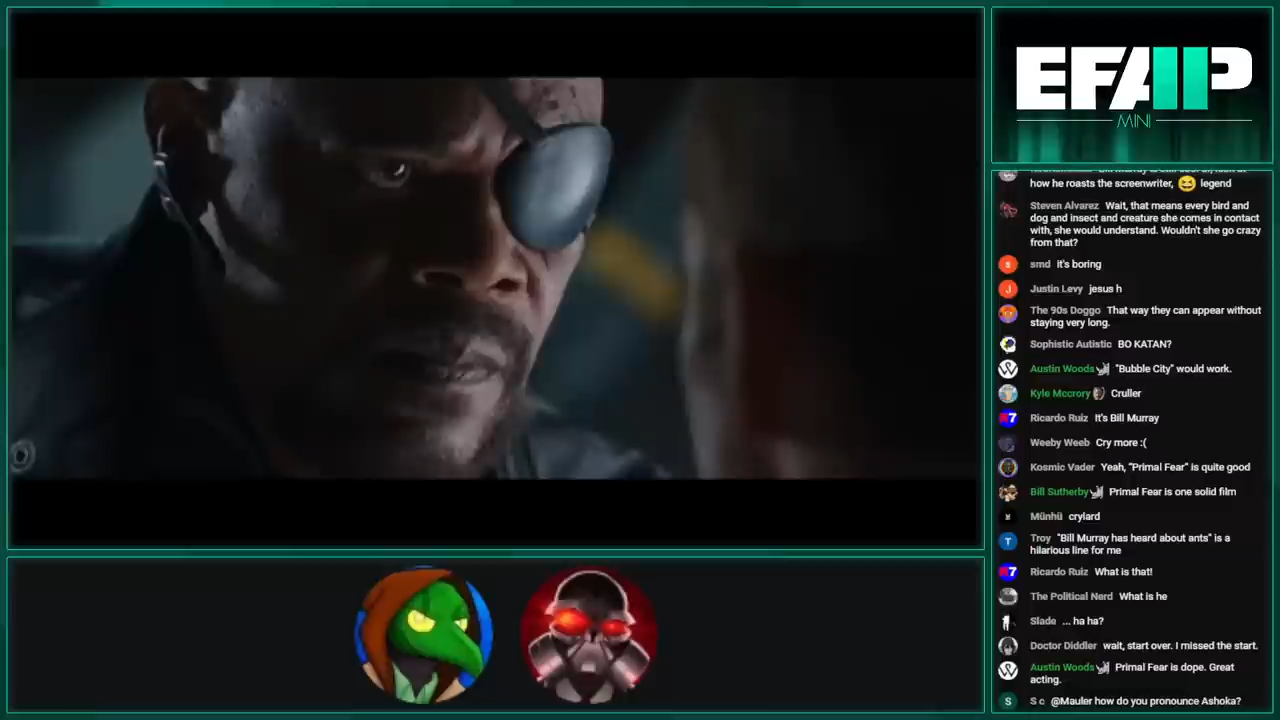 EFAP
MINI
how he roasts the screenwriter, 😆 legend
Steven Alvarez Wait, that means every bird and
dog and insect and creature she comes in contact
with, she would understand. Wouldn't she go crazy
from that?
smd it's boring
Justin Levy jesus h
The 90s Doggo That way they can appear without
staying very long.
Sophistic Autistic BO KATAN?
Austin Woods "Bubble City" would work.
Kyle Mccrory Cruller
Ricardo Ruiz It's Bill Murray
Weeby Weeb Cry more :(
Kosmic Vader Yeah, "Primal Fear" is quite good
Bill Sutherby Primal Fear is one solid film
Münhü crylard
Troy "Bill Murray has heard about ants" is a
hilarious line for me
Ricardo Ruiz What is that!
The Political Nerd What is he
Slade ... ha ha?
Doctor Diddler wait, start over. I missed the start.
Austin Woods Primal Fear is dope. Great
acting.
S c @Mauler how do you pronounce Ashoka?